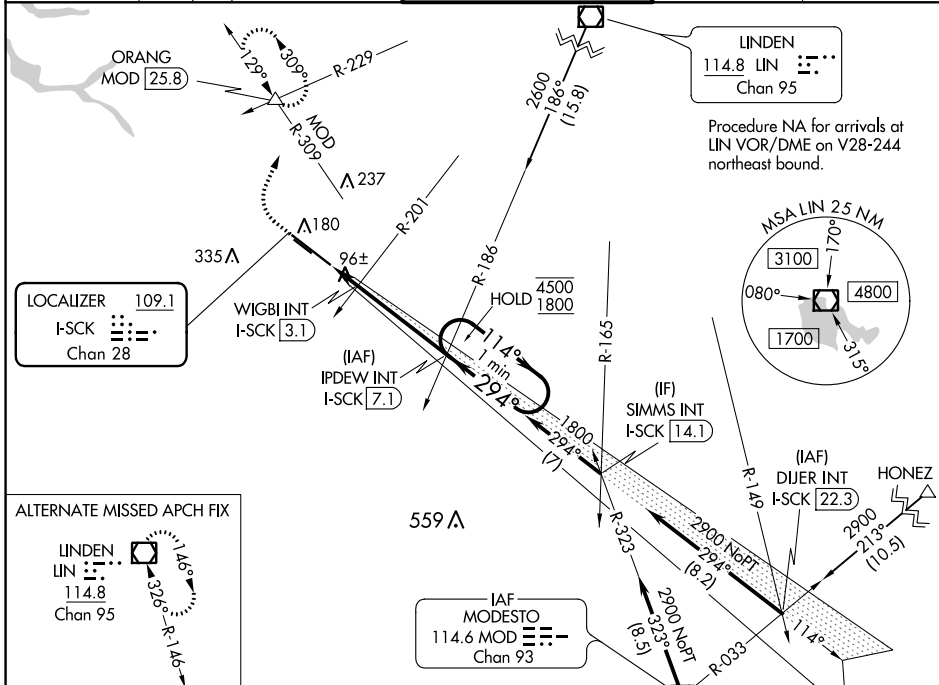 ORANG
MOD 25.8
129°
309°
R-229
MOD
R-309
237
2600
186°
(15.8)
LINDEN
114.8 LIN
Chan 95
Procedure NA for arrivals at
LIN VOR/DME on V28-244
northeast bound.
MSA LIN 25 NM
3100
170°
080°
4800
1700
315°
180
335
96±
R-201
R-186
LOCALIZER 109.1
I-SCK
Chan 28
WIGBI INT
I-SCK 3.1
HOLD 4500
1800
114°
1 min
294°
R-165
(IAF)
IPDEW INT
I-SCK 7.1
(IF)
SIMMS INT
I-SCK 14.1
1800
294°
(7)
R-149
(IAF)
DIJER INT
I-SCK 22.3
HONEZ
2900
213°
(10.5)
559
R-323
2900 NoPT
294°
(8.2)
2900 NoPT
323°
(8.5)
R-033
114°
IAF
MODESTO
114.6 MOD
Chan 93
ALTERNATE MISSED APCH FIX
LINDEN
LIN
114.8
Chan 95
146°
326°
R-146